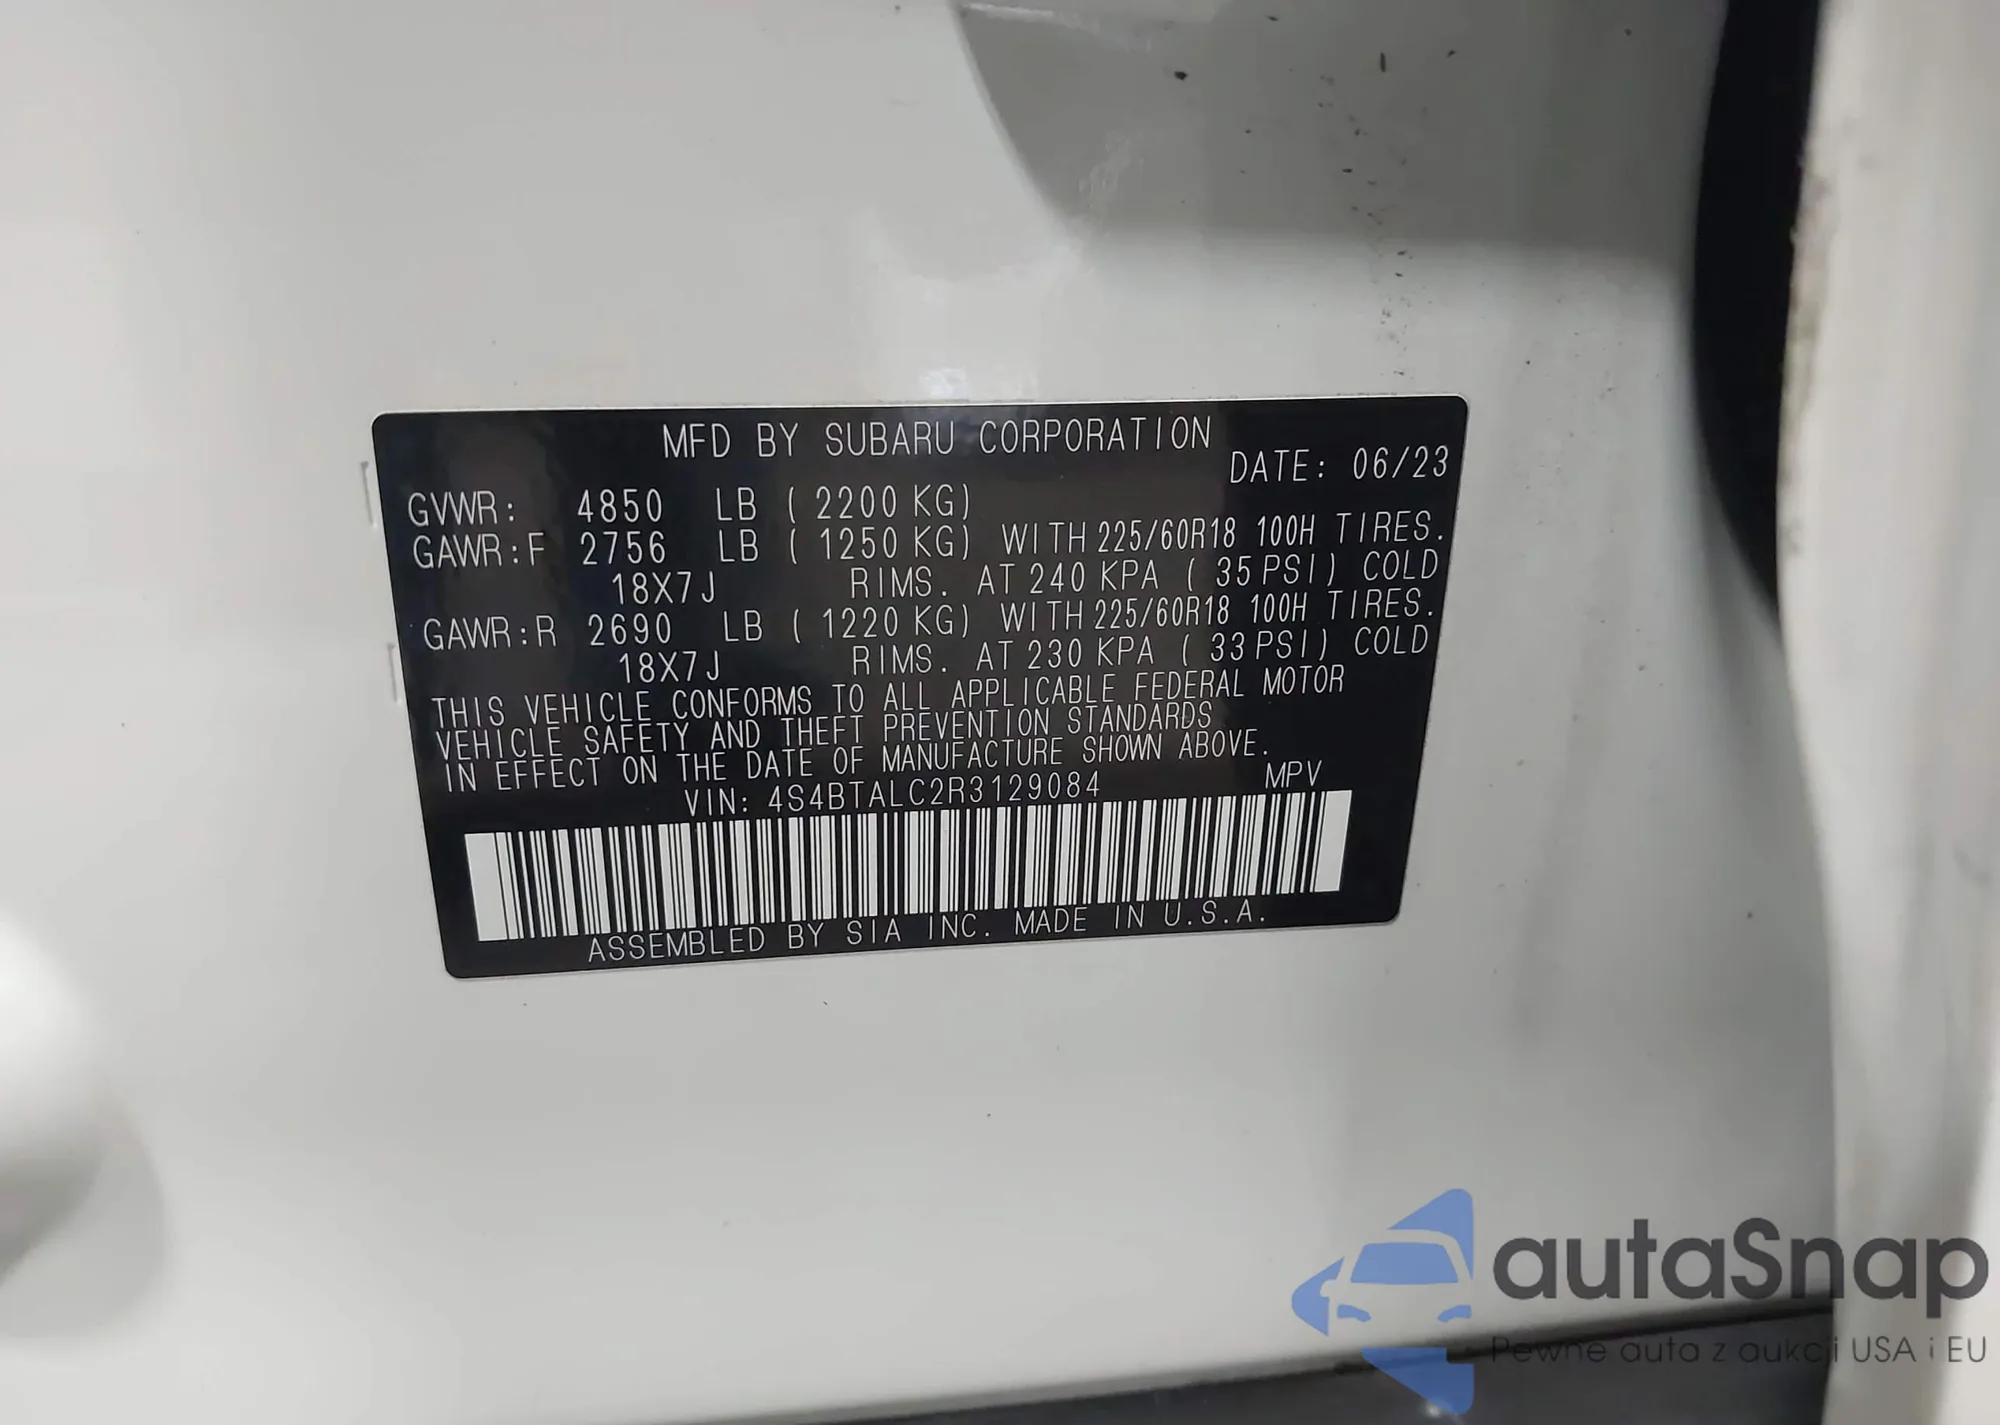 MFD BY SUBARU CORPORATION
DATE: 06/23
GVWR: 4850 LB ( 2200 KG)
GAWR:F 2756 LB ( 1250 KG) WITH 225/60R18 100H TIRES.
18X7J RIMS. AT 240 KPA ( 35 PSI) COLD
GAWR:R 2690 LB ( 1220 KG) WITH 225/60R18 100H TIRES.
18X7J RIMS. AT 230 KPA ( 33 PSI) COLD
THIS VEHICLE CONFORMS TO ALL APPLICABLE FEDERAL MOTOR
VEHICLE SAFETY AND THEFT PREVENTION STANDARDS
IN EFFECT ON THE DATE OF MANUFACTURE SHOWN ABOVE.
VIN: 4S4BTALC2R3129084 MPV
ASSEMBLED BY SIA INC. MADE IN U.S.A.
autaSnap
Pewne auta z aukcji USA i EU